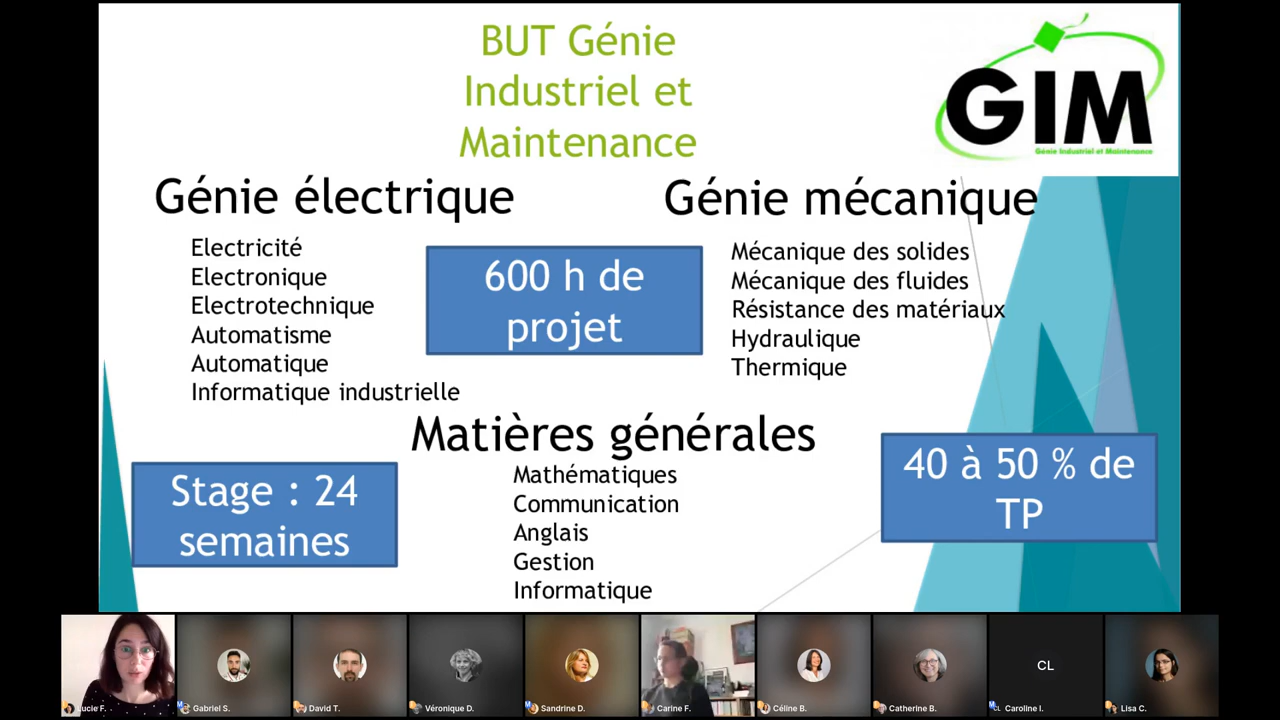 BUT Génie
Industriel et
Maintenance
GIM
Génie Industriel et Maintenance
Génie électrique
Electricité
Electronique
Electrotechnique
Automatisme
Automatique
Informatique industrielle
600 h de
projet
Génie mécanique
Mécanique des solides
Mécanique des fluides
Résistance des matériaux
Hydraulique
Thermique
Matières générales
Mathématiques
Communication
Anglais
Gestion
Informatique
Stage : 24
semaines
40 à 50 % de
TP
Lucie F.
Gabriel S.
David T.
Véronique D.
Sandrine D.
Carine F.
Céline B.
Catherine B.
CL
Caroline I.
Lisa C.